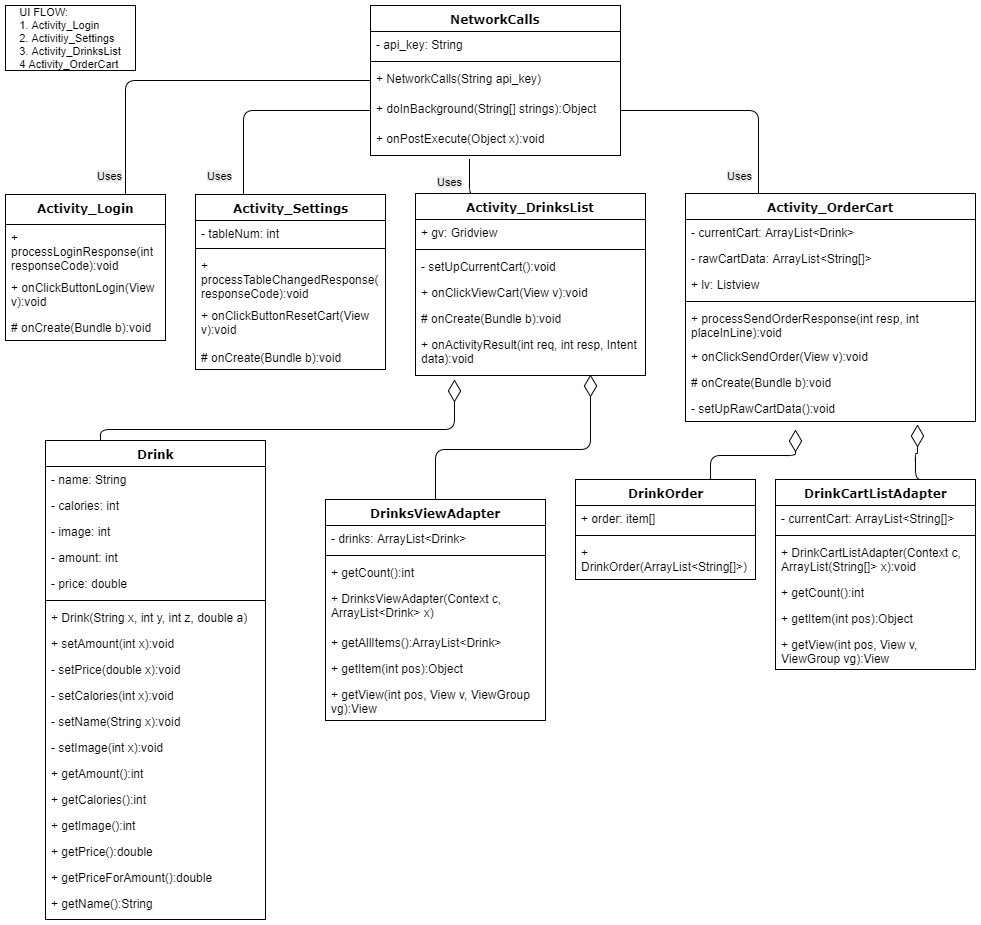 UI FLOW:
1. Activity_Login
2. Activitiy_Settings
3. Activity_DrinksList
4 Activity_OrderCart
NetworkCalls
- api_key: String
+ NetworkCalls(String api_key)
+ doInBackground(String[] strings):Object
+ onPostExecute(Object x):void
Uses
Uses
Uses
Uses
Activity_Login
+
processLoginResponse(int
responseCode):void
+ onClickButtonLogin(View
v):void
# onCreate(Bundle b):void
Activity_Settings
- tableNum: int
+
processTableChangedResponse(
responseCode):void
+ onClickButtonResetCart(View
v):void
# onCreate(Bundle b):void
Activity_DrinksList
+ gv: Gridview
- setUpCurrentCart():void
+ onClickViewCart(View v):void
# onCreate(Bundle b):void
+ onActivityResult(int req, int resp, Intent
data):void
Activity_OrderCart
- currentCart: ArrayList<Drink>
- rawCartData: ArrayList<String[]>
+ lv: Listview
+ processSendOrderResponse(int resp, int
placeInLine):void
+ onClickSendOrder(View v):void
# onCreate(Bundle b):void
- setUpRawCartData():void
Drink
- name: String
- calories: int
- image: int
- amount: int
- price: double
+ Drink(String x, int y, int z, double a)
+ setAmount(int x):void
- setPrice(double x):void
- setCalories(int x):void
- setName(String x):void
- setImage(int x):void
+ getAmount():int
+ getCalories():int
+ getImage():int
+ getPrice():double
+ getPriceForAmount():double
+ getName():String
DrinksViewAdapter
- drinks: ArrayList<Drink>
+ getCount():int
+ DrinksViewAdapter(Context c,
ArrayList<Drink> x)
+ getAllItems():ArrayList<Drink>
+ getItem(int pos):Object
+ getView(int pos, View v, ViewGroup
vg):View
DrinkOrder
+ order: item[]
+
DrinkOrder(ArrayList<String[]>)
DrinkCartListAdapter
- currentCart: ArrayList<String[]>
+ DrinkCartListAdapter(Context c,
ArrayList(String[]> x):void
+ getCount():int
+ getItem(int pos):Object
+ getView(int pos, View v,
ViewGroup vg):View